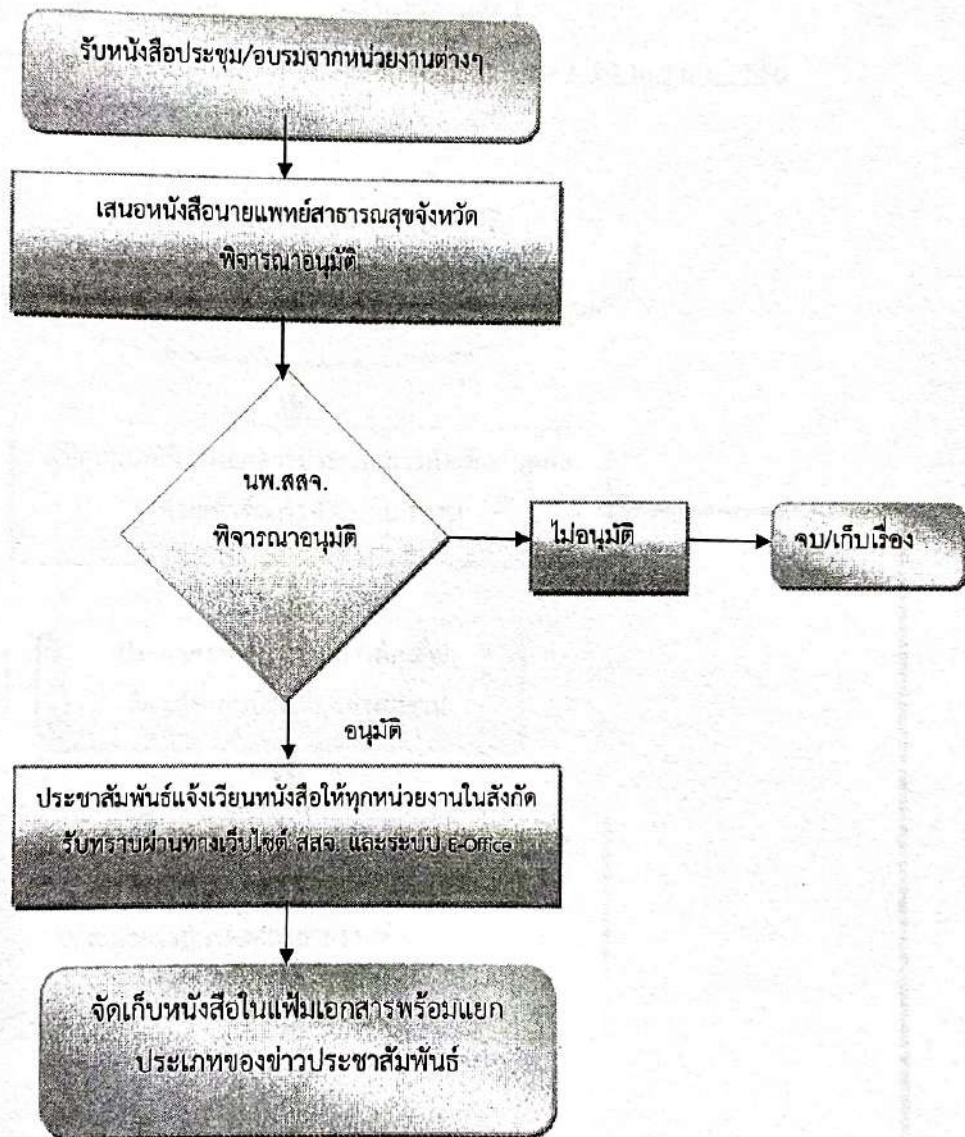 รับหนังสือประชุม/อบรมจากหน่วยงานต่างๆ
เสนอหนังสือนายแพทย์สาธารณสุขจังหวัด
พิจารณาอนุมัติ
นพ.สสจ.
พิจารณาอนุมัติ
ไม่อนุมัติ
จบ/เก็บเรื่อง
อนุมัติ
ประชาสัมพันธ์แจ้งเวียนหนังสือให้ทุกหน่วยงานในสังกัด
รับทราบผ่านทางเว็บไซต์ สสจ. และระบบ E-Office
จัดเก็บหนังสือในแฟ้มเอกสารพร้อมแยก
ประเภทของข่าวประชาสัมพันธ์